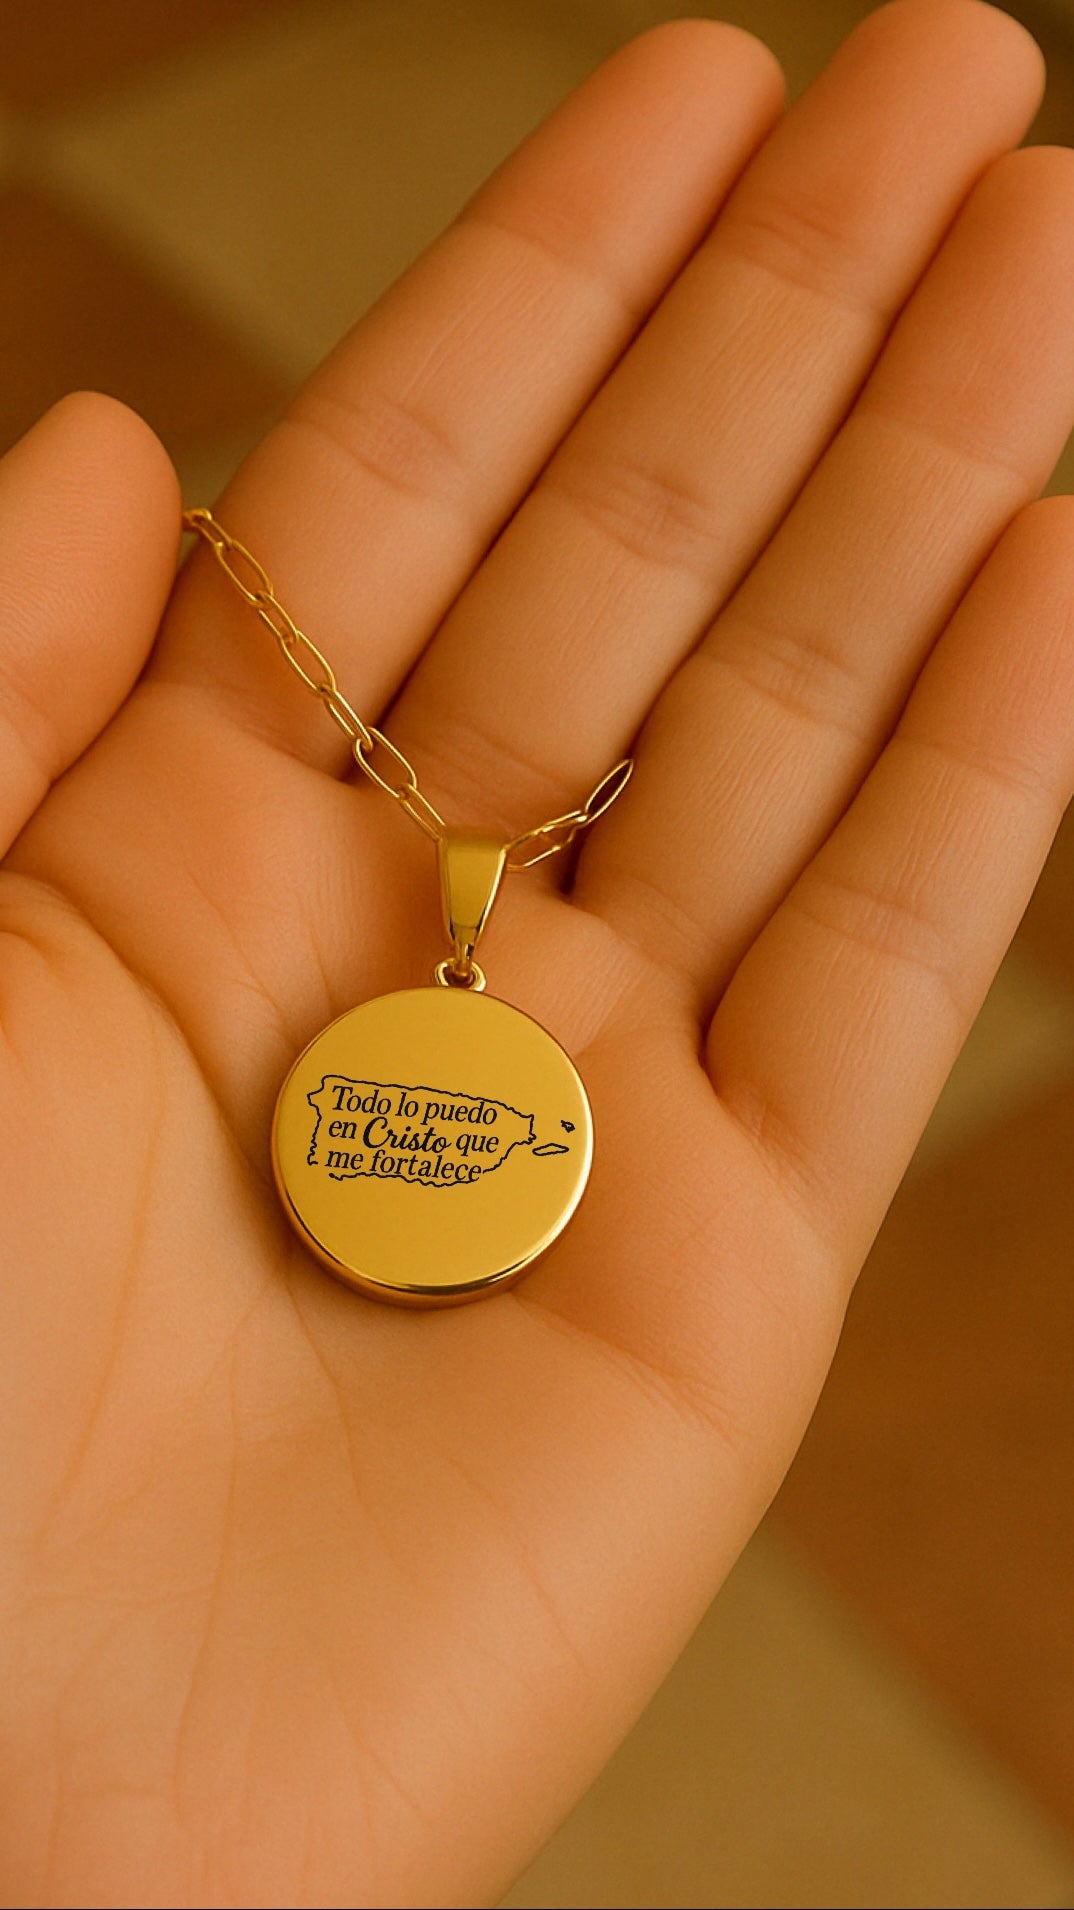 Todo lo puedo
en Cristo que
me fortalece